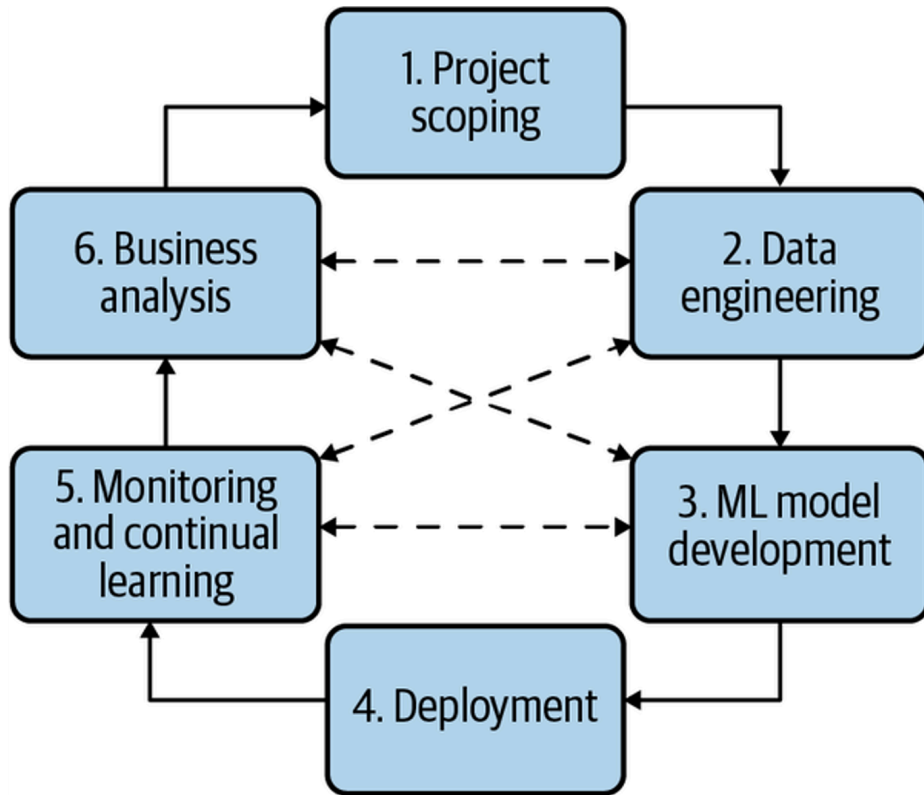 1. Project
scoping
2. Data
engineering
3. ML model
development
4. Deployment
5. Monitoring
and continual
learning
6. Business
analysis